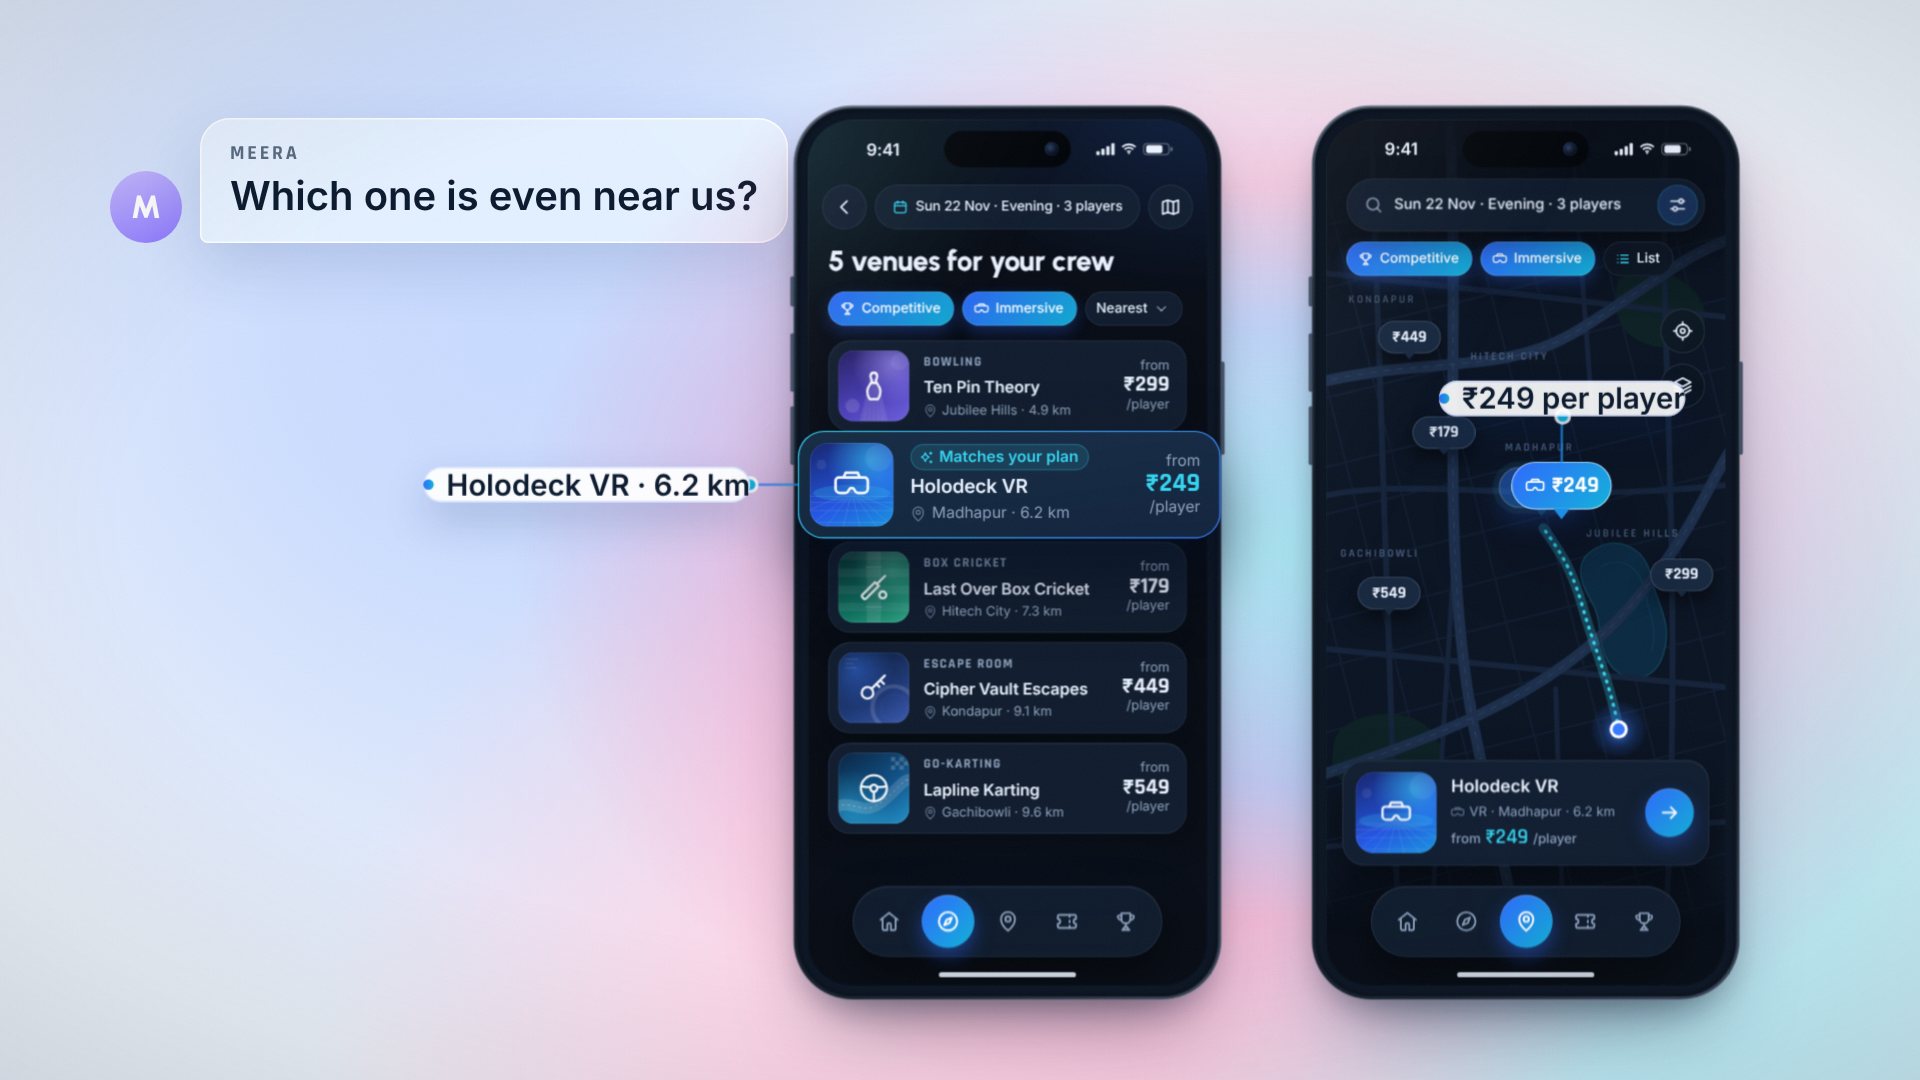 MEERA
M
Which one is even near us?
Holodeck VR · 6.2 km
9:41
Sun 22 Nov · Evening · 3 players
5 venues for your crew
Competitive
Immersive
Nearest
BOWLING
Ten Pin Theory
Jubilee Hills · 4.9 km
from
₹299
/player
Matches your plan
Holodeck VR
Madhapur · 6.2 km
from
₹249
/player
BOX CRICKET
Last Over Box Cricket
Hitech City · 7.3 km
from
₹179
/player
ESCAPE ROOM
Cipher Vault Escapes
Kondapur · 9.1 km
from
₹449
/player
GO-KARTING
Lapline Karting
Gachibowli · 9.6 km
from
₹549
/player
9:41
Sun 22 Nov · Evening · 3 players
Competitive
Immersive
List
KONDAPUR
₹449
HITECH CITY
₹249 per player
₹179
MADHAPUR
₹249
JUBILEE HILLS
GACHIBOWLI
₹299
₹549
Holodeck VR
VR · Madhapur · 6.2 km
from ₹249 /player